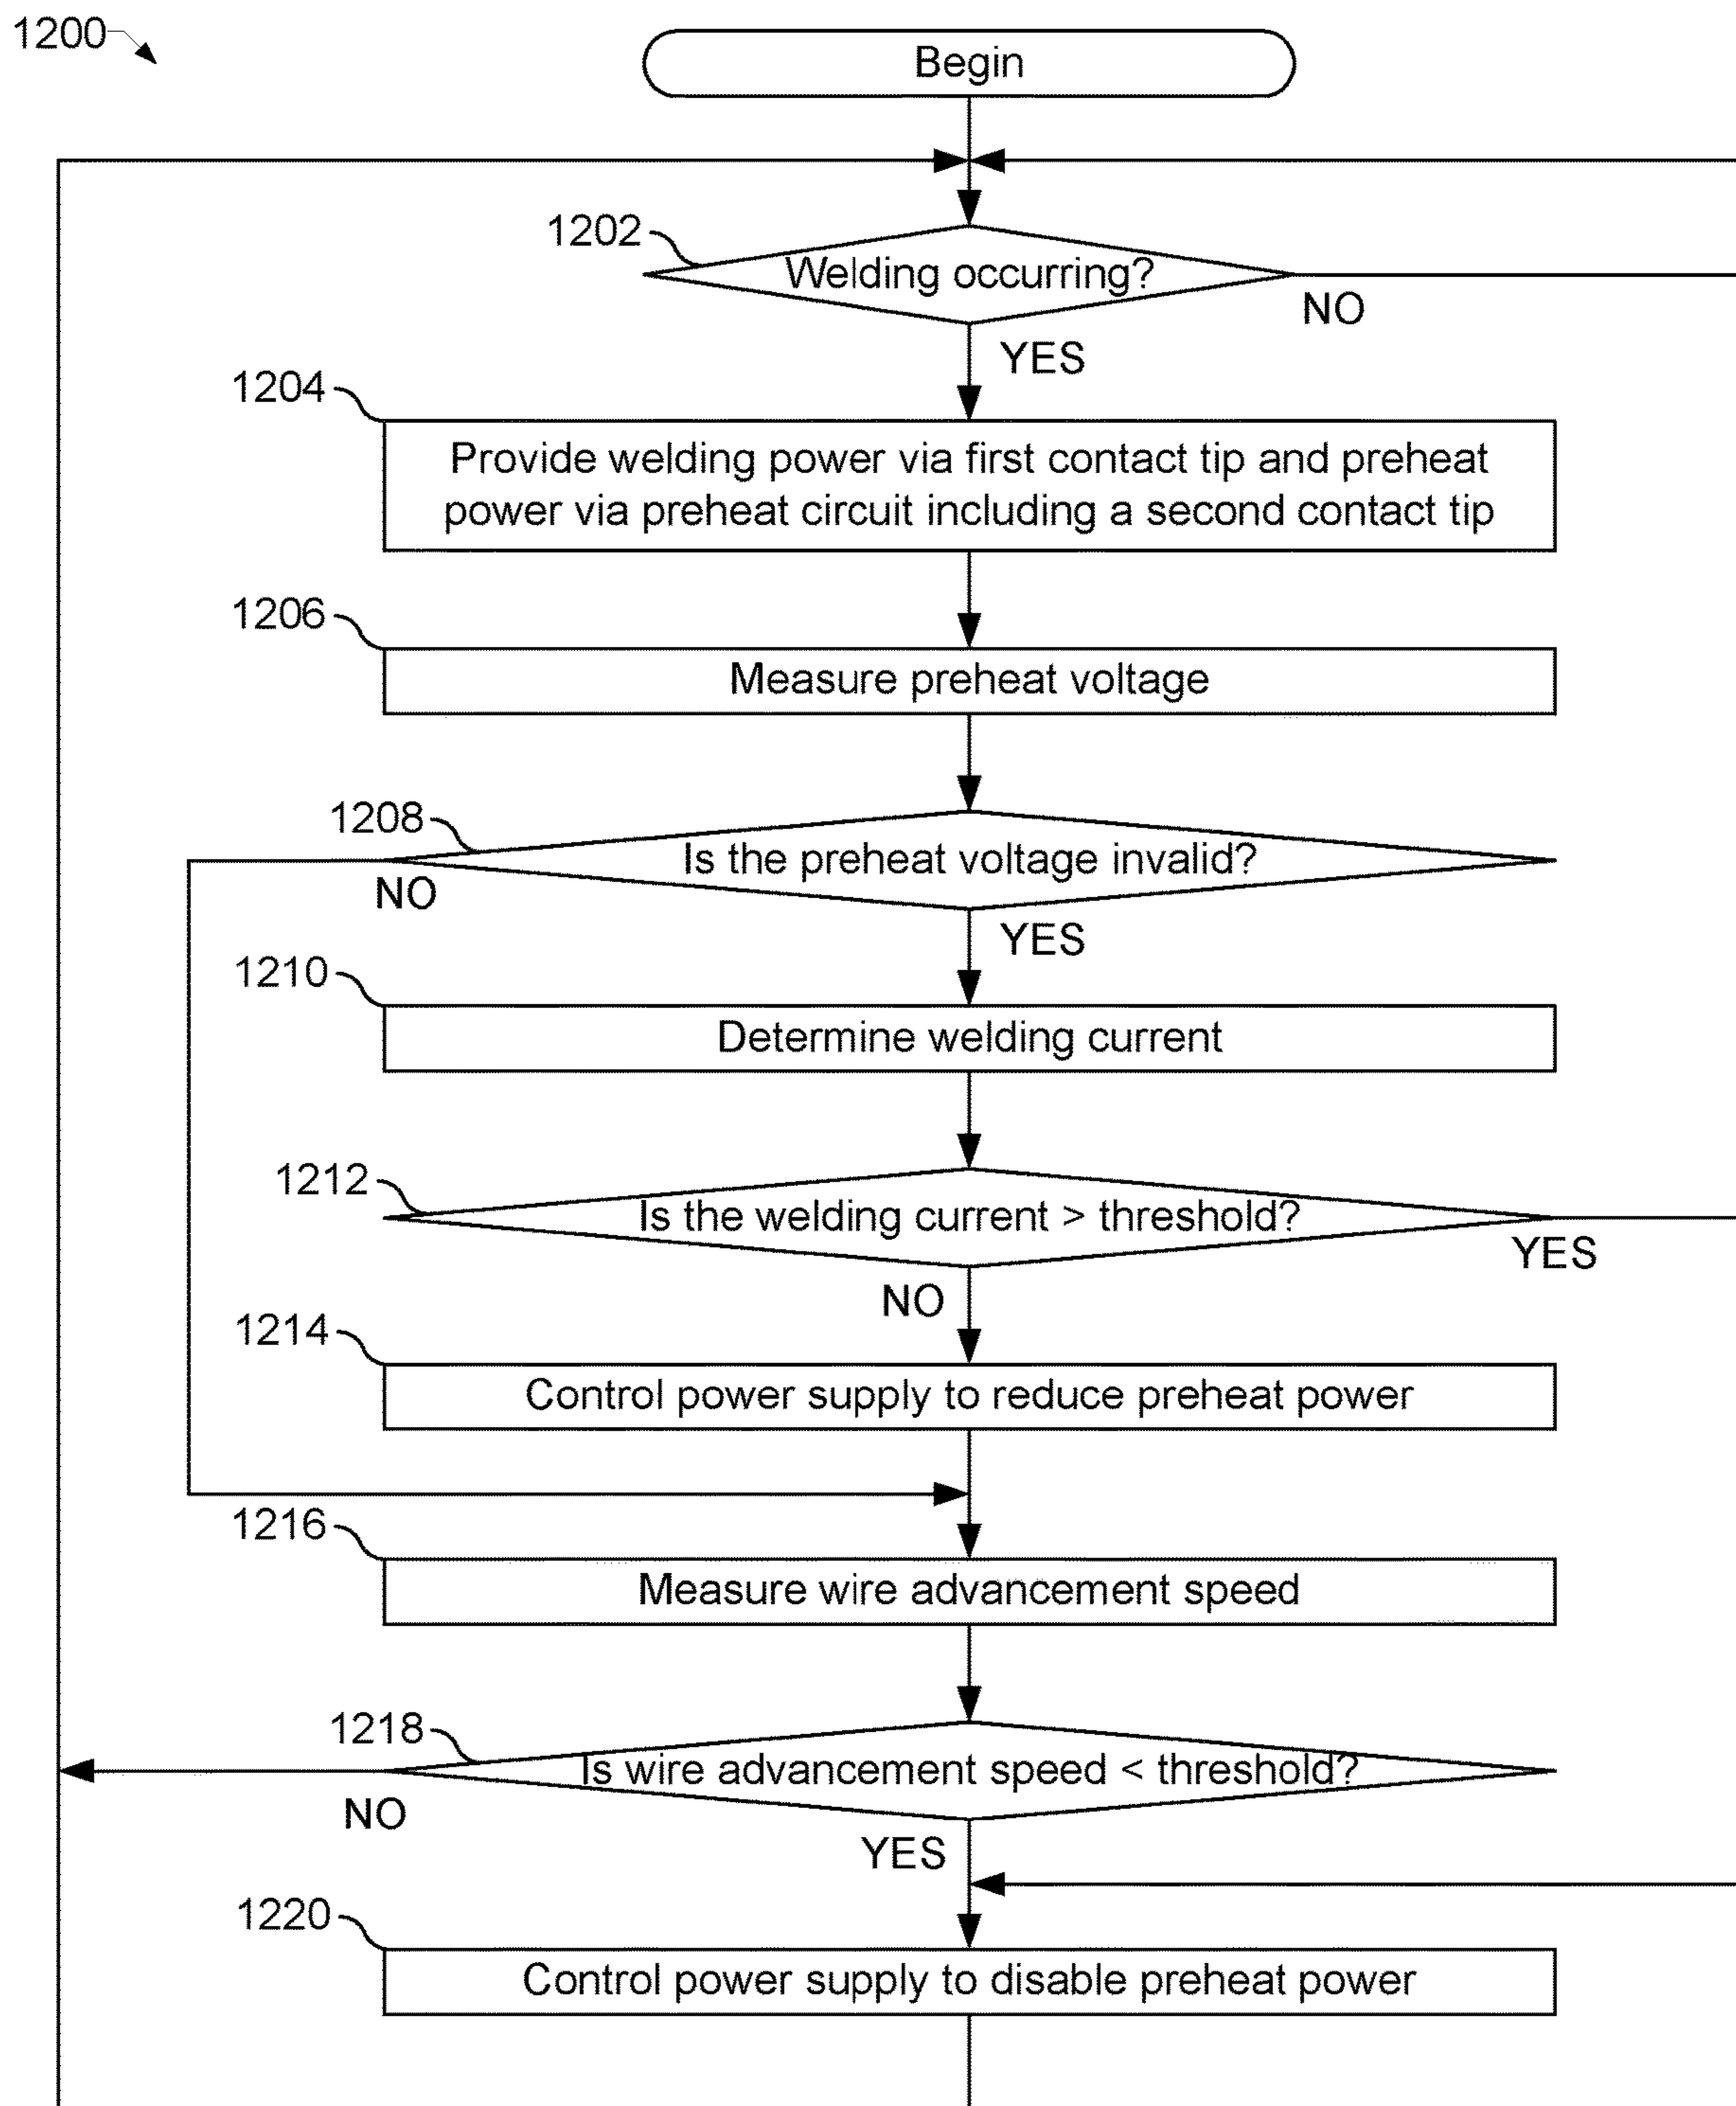 1200
Begin
1202
Welding occurring?
NO
YES
1204
Provide welding power via first contact tip and preheat
power via preheat circuit including a second contact tip
1206
Measure preheat voltage
1208
Is the preheat voltage invalid?
NO
YES
1210
Determine welding current
1212
Is the welding current > threshold?
YES
NO
1214
Control power supply to reduce preheat power
1216
Measure wire advancement speed
1218
Is wire advancement speed < threshold?
NO
YES
1220
Control power supply to disable preheat power